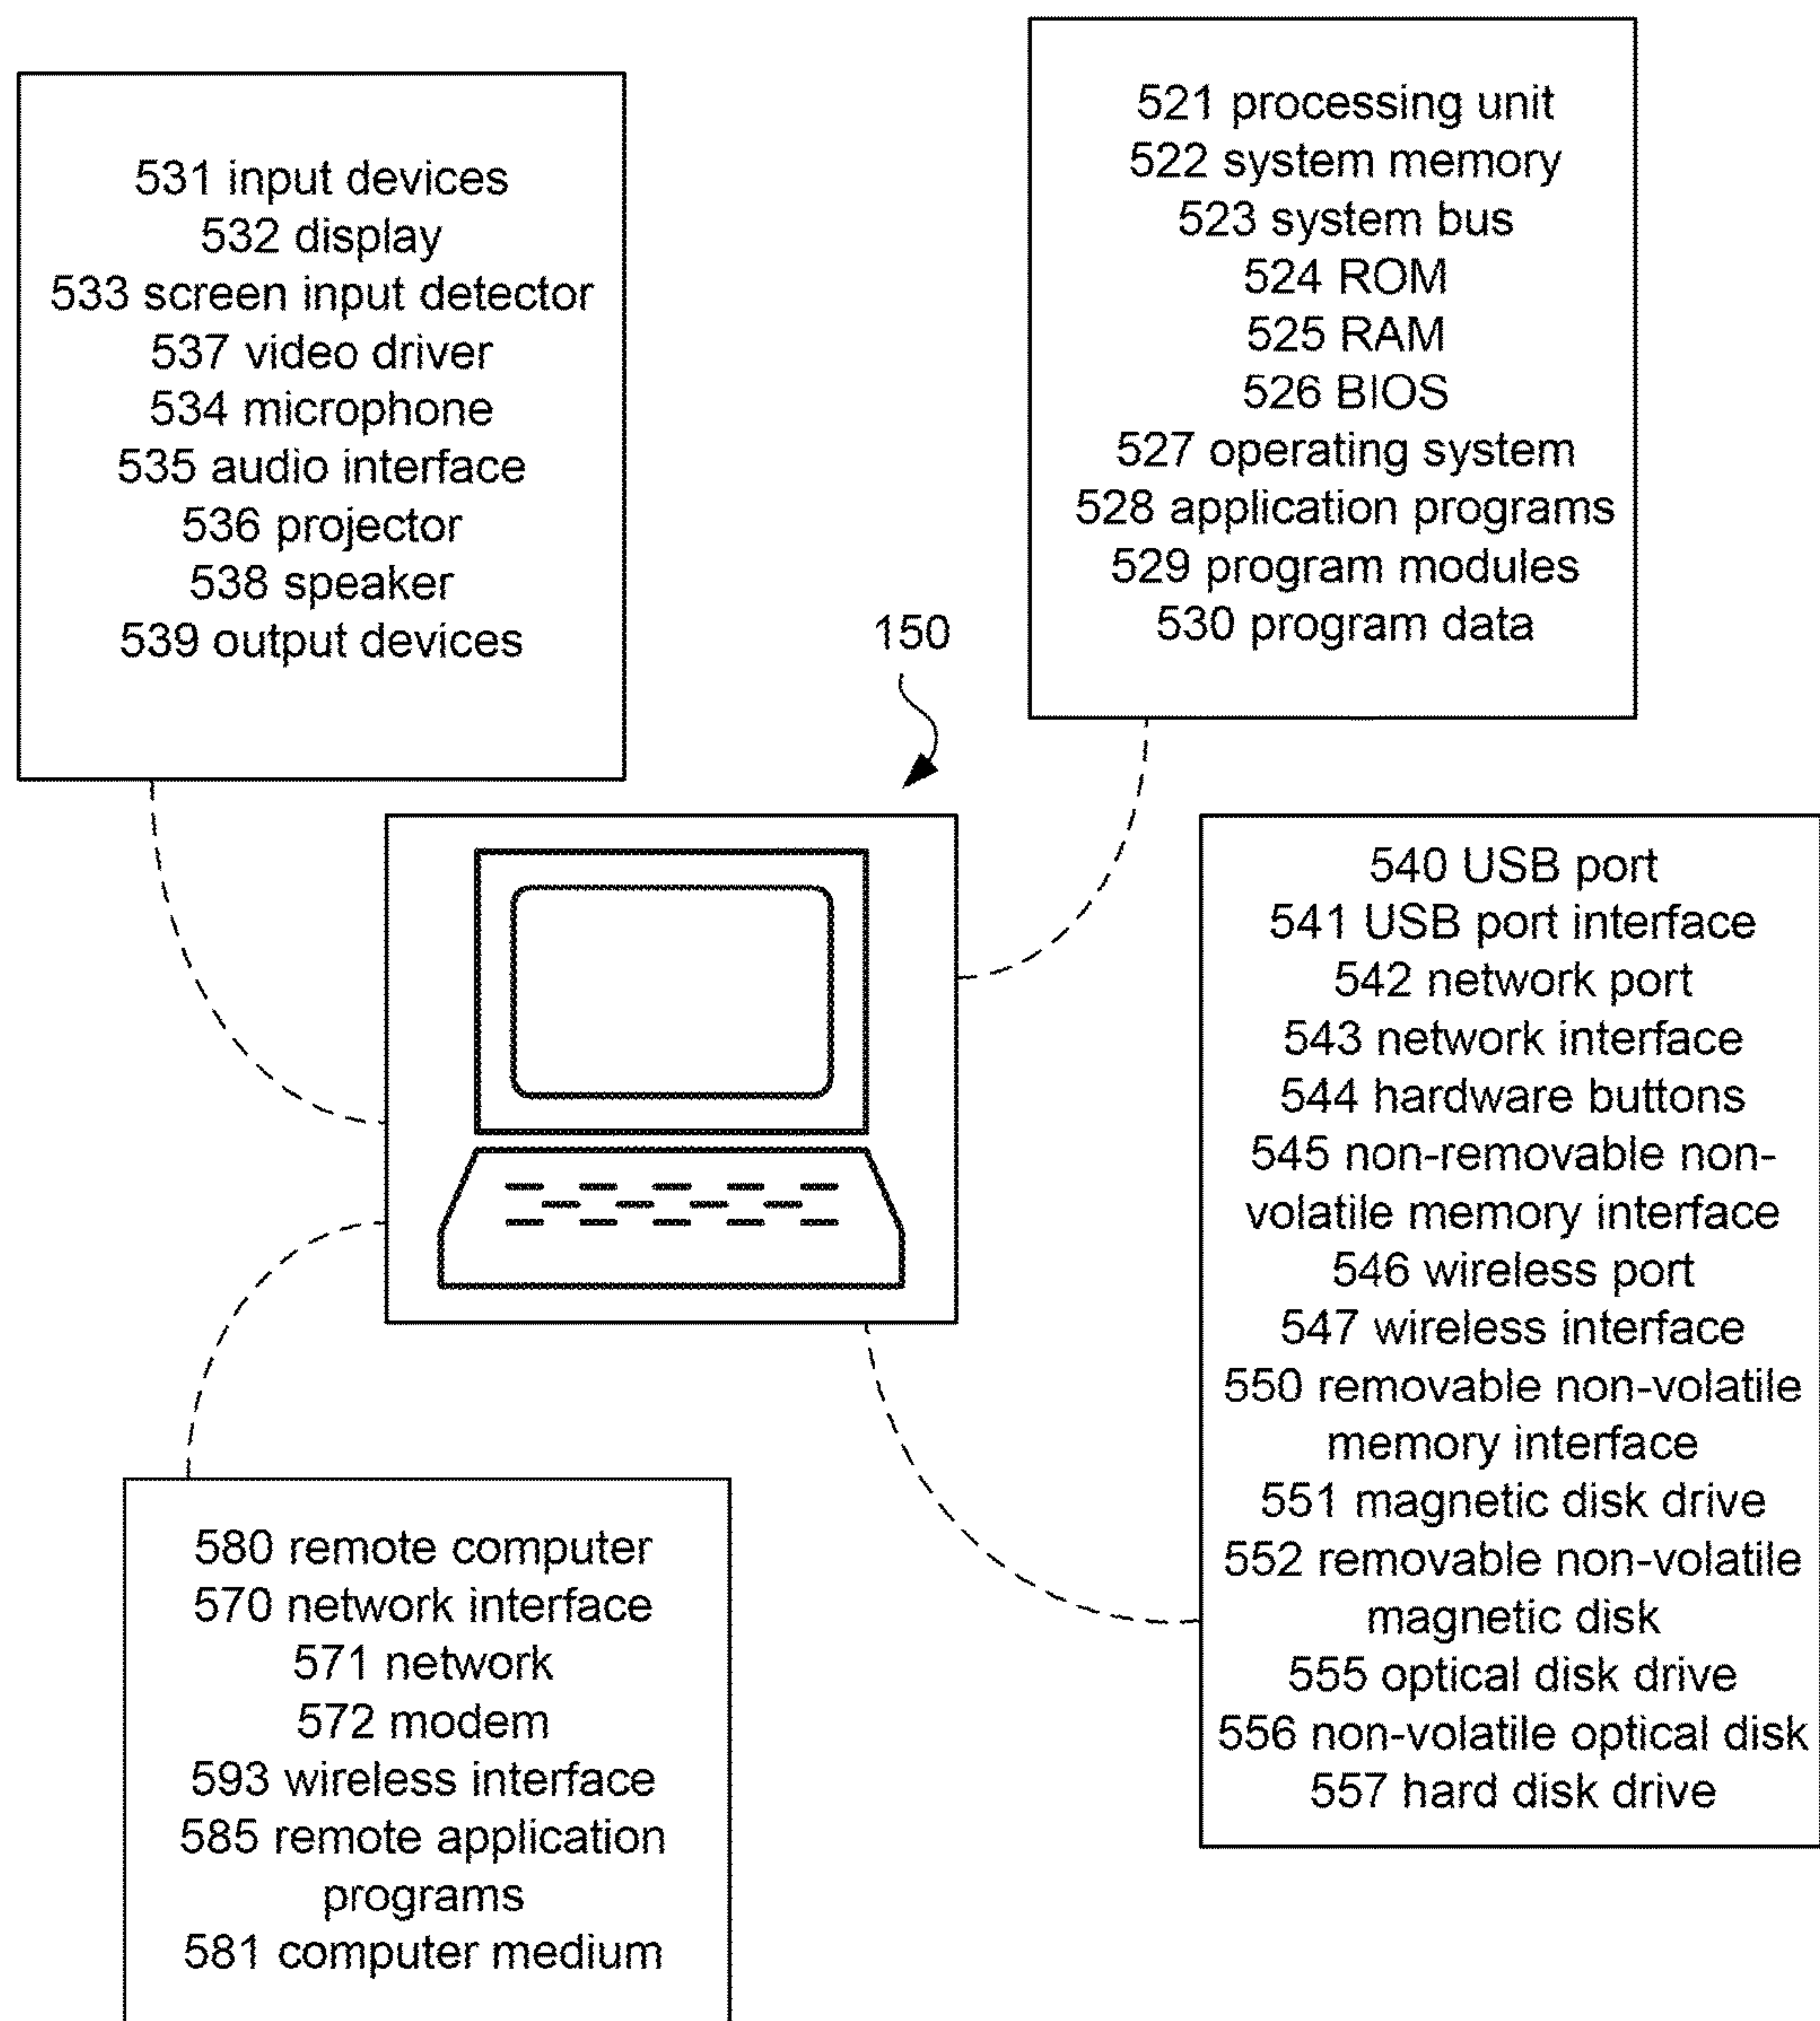 531 input devices
532 display
533 screen input detector
537 video driver
534 microphone
535 audio interface
536 projector
538 speaker
539 output devices
521 processing unit
522 system memory
523 system bus
524 ROM
525 RAM
526 BIOS
527 operating system
528 application programs
529 program modules
530 program data
150
540 USB port
541 USB port interface
542 network port
543 network interface
544 hardware buttons
545 non-removable non-
volatile memory interface
546 wireless port
547 wireless interface
550 removable non-volatile
memory interface
551 magnetic disk drive
552 removable non-volatile
magnetic disk
555 optical disk drive
556 non-volatile optical disk
557 hard disk drive
580 remote computer
570 network interface
571 network
572 modem
593 wireless interface
585 remote application
programs
581 computer medium